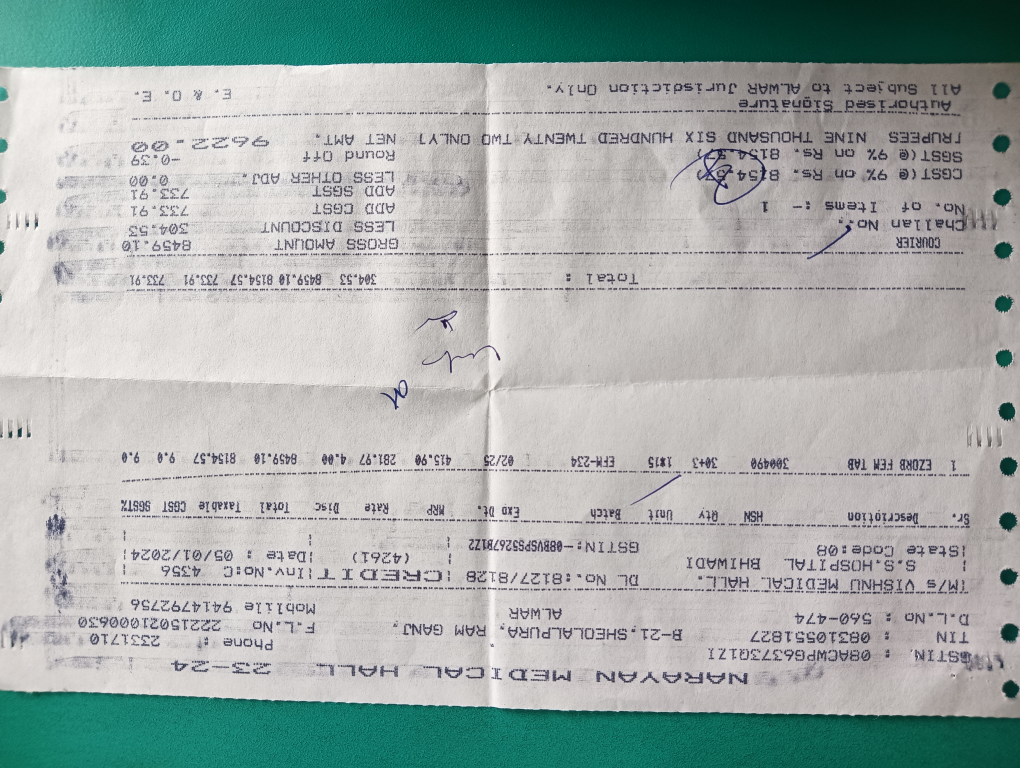 NARAYAN MEDICAL HALL 23-24
GSTIN. : 08ACWPG6373Q1Z1
TIN : 08310551827 B-21.SHEOLALPURA. RAM GANJ. Phone : 2331710
D.L.No : 560-474 ALWAR F.L.No 22215021000630
Mobile 9414792756
|M/s VISHNU MEDICAL HALL. DL No.:8127/8128 |CREDIT|Inv.No:C 4356
| S.S.HOSPITAL BHIWADI (4261) |Date : 05/01/2024|
|State Code:08 GSTIN:-08BVSPS5267B1Z2
Sr. Description HSN Qty Unit Batch Exp Dt. MRP Rate Disc Total Taxable CGST SGST%
1 EZORB FEM TAB 300490 30+3 1*15 EFM-234 02/25 415.90 281.97 4.00 8459.10 8154.57 9.0 9.0
OK
Total : 304.53 8459.10 8154.57 733.91 733.91
COURIER GROSS AMOUNT 8459.10
Challan No. LESS DISCOUNT 304.53
No. of Items :- 1 ADD CGST 733.91
ADD SGST 733.91
CGST(@ 9% on Rs. 8154.57) LESS OTHER ADJ. 0.00
SGST(@ 9% on Rs. 8154.57) Round Off -0.39
[RUPEES NINE THOUSAND SIX HUNDRED TWENTY TWO ONLY] NET AMT. 9622.00
Authorised Signature
All Subject to ALWAR Jurisdiction Only. E. & O. E.